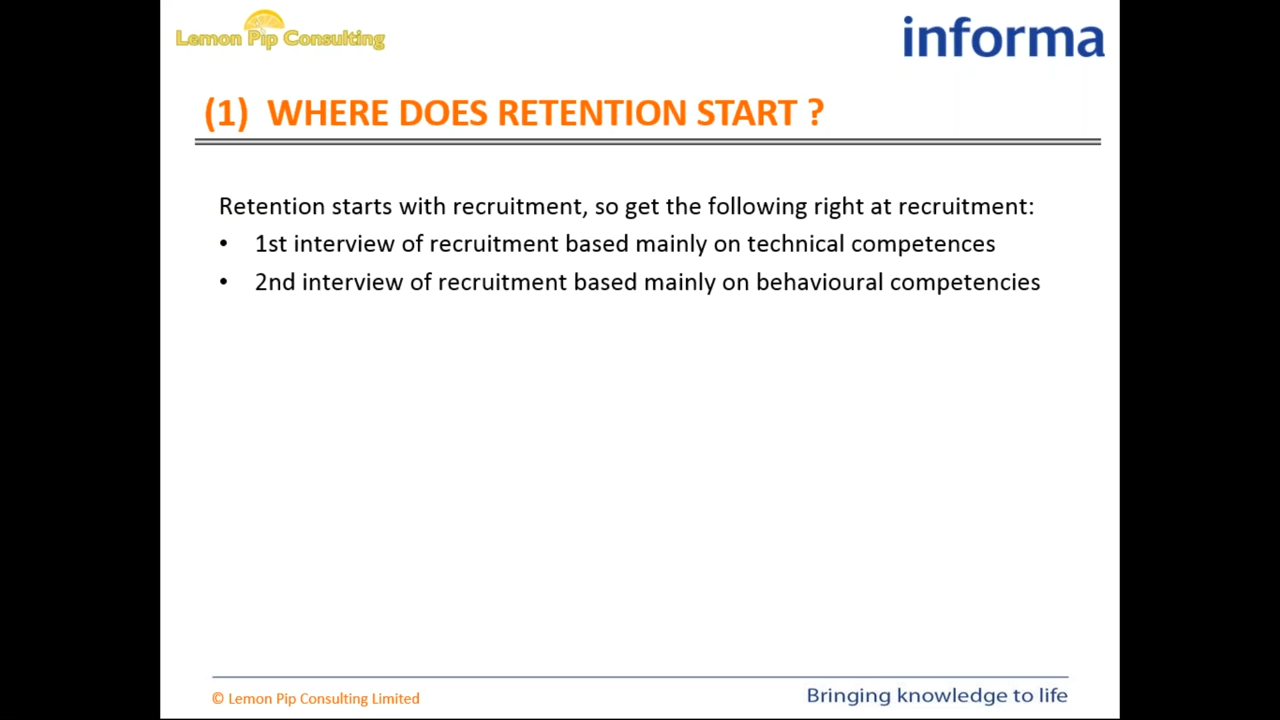 Lemon Pip Consulting
informa
(1) WHERE DOES RETENTION START ?
Retention starts with recruitment, so get the following right at recruitment:
• 1st interview of recruitment based mainly on technical competences
• 2nd interview of recruitment based mainly on behavioural competencies
© Lemon Pip Consulting Limited
Bringing knowledge to life